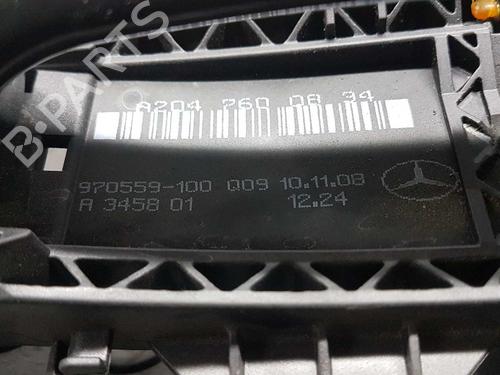 B-PARTS
A204 760 08 34
970559-100 Q09 10.11.08
A 3458 01 12.24